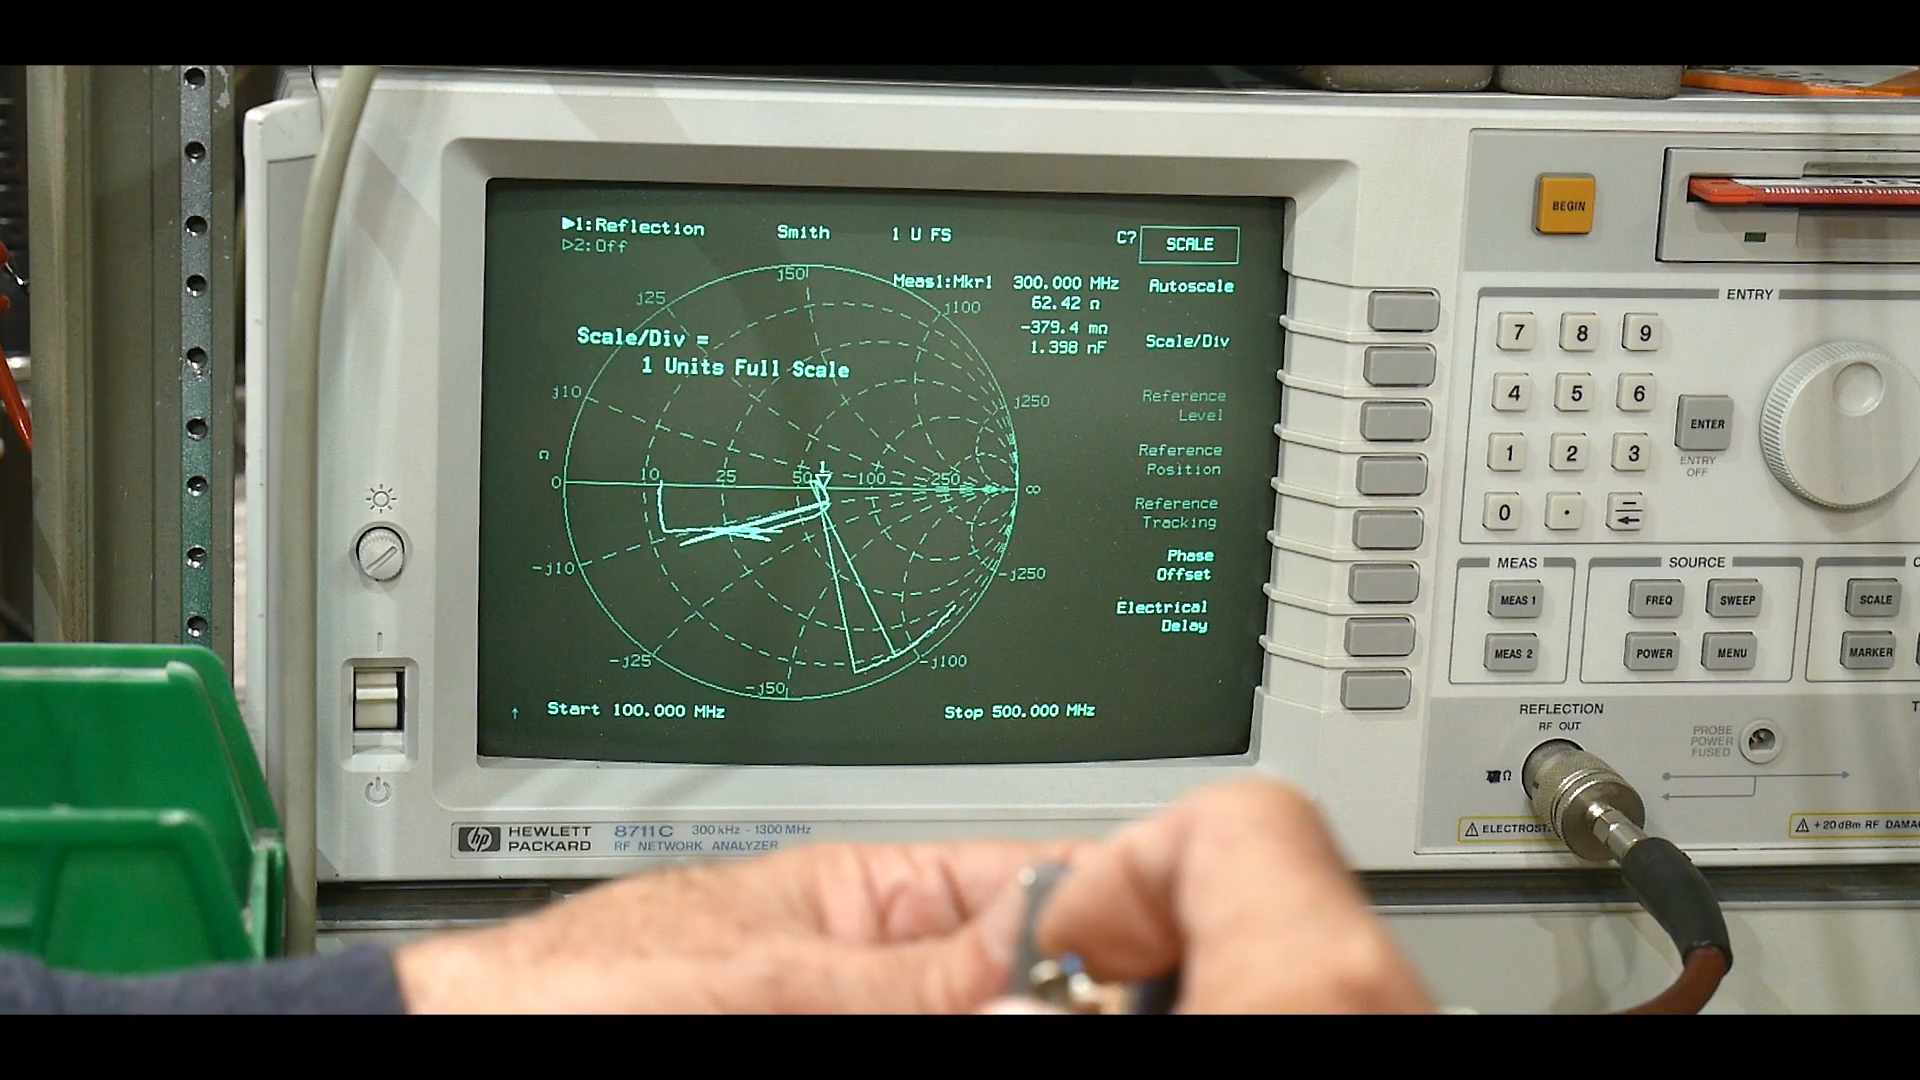 ▶1:Reflection
▷2:Off
Smith
1 U FS
C?
SCALE
Meas1:Mkr1
300.000 MHz
62.42 Ω
-379.4 mΩ
1.398 nF
Autoscale
Scale/Div
Reference
Level
Reference
Position
Reference
Tracking
Phase
Offset
Electrical
Delay
Scale/Div =
1 Units Full Scale
j50
j25
j100
j10
j250
Ω
0
10
25
50
100
250
∞
-j10
-j250
-j25
-j100
-j50
1
↑
Start 100.000 MHz
Stop 500.000 MHz
hp
HEWLETT
PACKARD
8711C
300 kHz - 1300 MHz
RF NETWORK ANALYZER
BEGIN
ENTRY
7
8
9
4
5
6
ENTER
1
2
3
ENTRY
OFF
0
.
MEAS
SOURCE
MEAS 1
FREQ
SWEEP
SCALE
MEAS 2
POWER
MENU
MARKER
REFLECTION
RF OUT
PROBE
POWER
FUSED
Ω
ELECTROST
+20 dBm RF DAMA